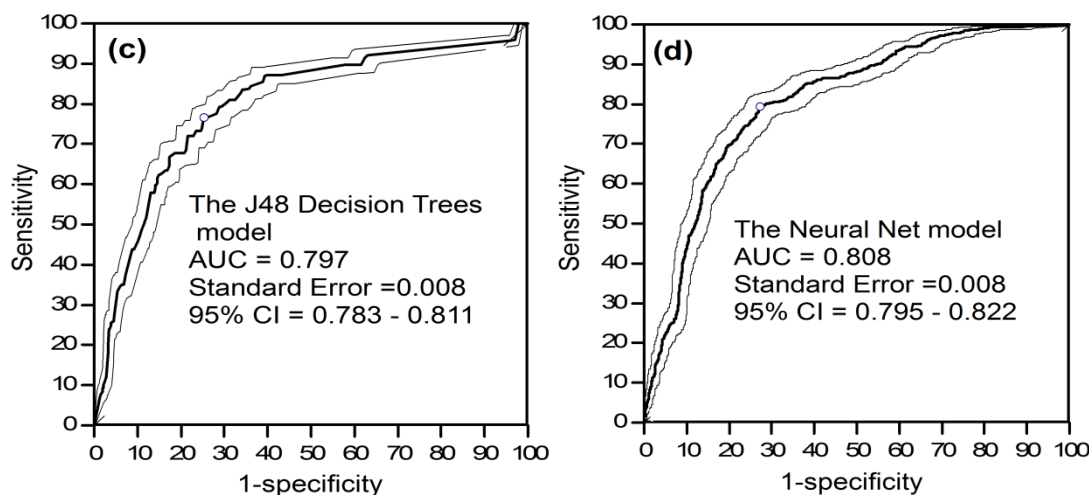 (c)
100
90
80
70
60
50
40
30
20
10
0
Sensitivity
The J48 Decision Trees
model
AUC = 0.797
Standard Error =0.008
95% CI = 0.783 - 0.811
0 10 20 30 40 50 60 70 80 90 100
1-specificity
(d)
100
90
80
70
60
50
40
30
20
10
0
Sensitivity
The Neural Net model
AUC = 0.808
Standard Error =0.008
95% CI = 0.795 - 0.822
0 10 20 30 40 50 60 70 80 90 100
1-specificity